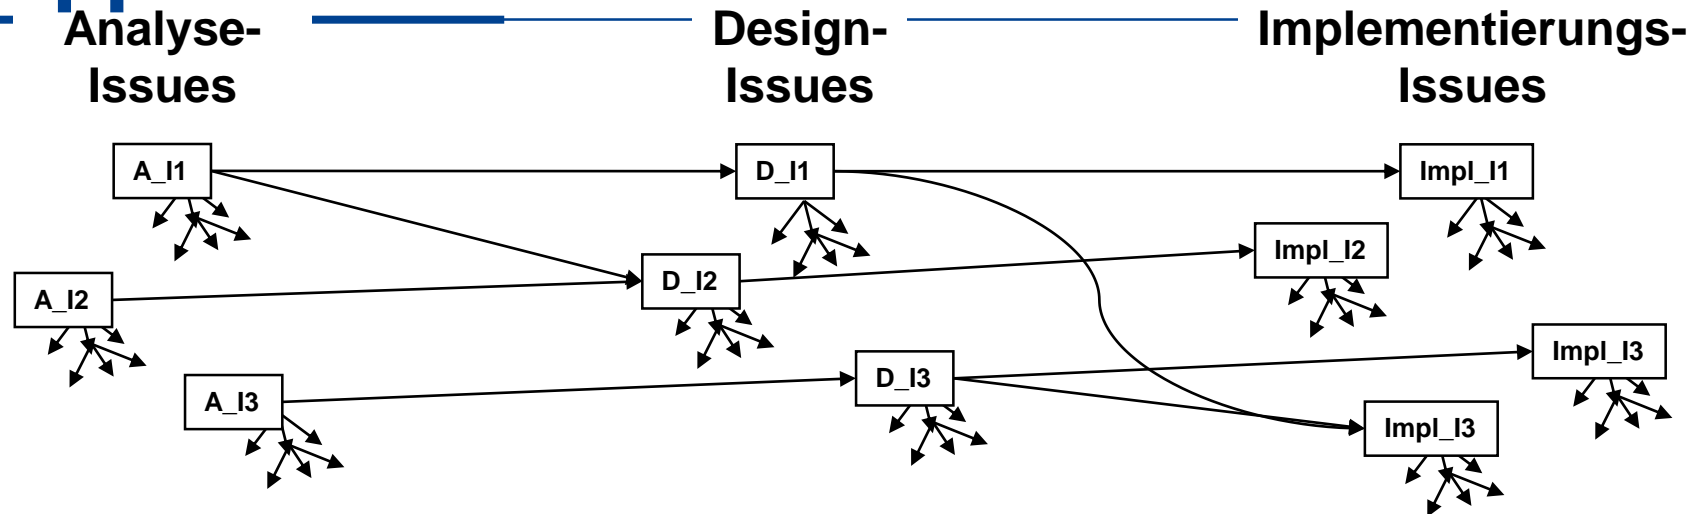 Analyse-
Issues
Design-
Issues
Implementierungs-
Issues
A_I1
D_I1
Impl_I1
Impl_I2
D_I2
A_I2
Impl_I3
D_I3
A_I3
Impl_I3